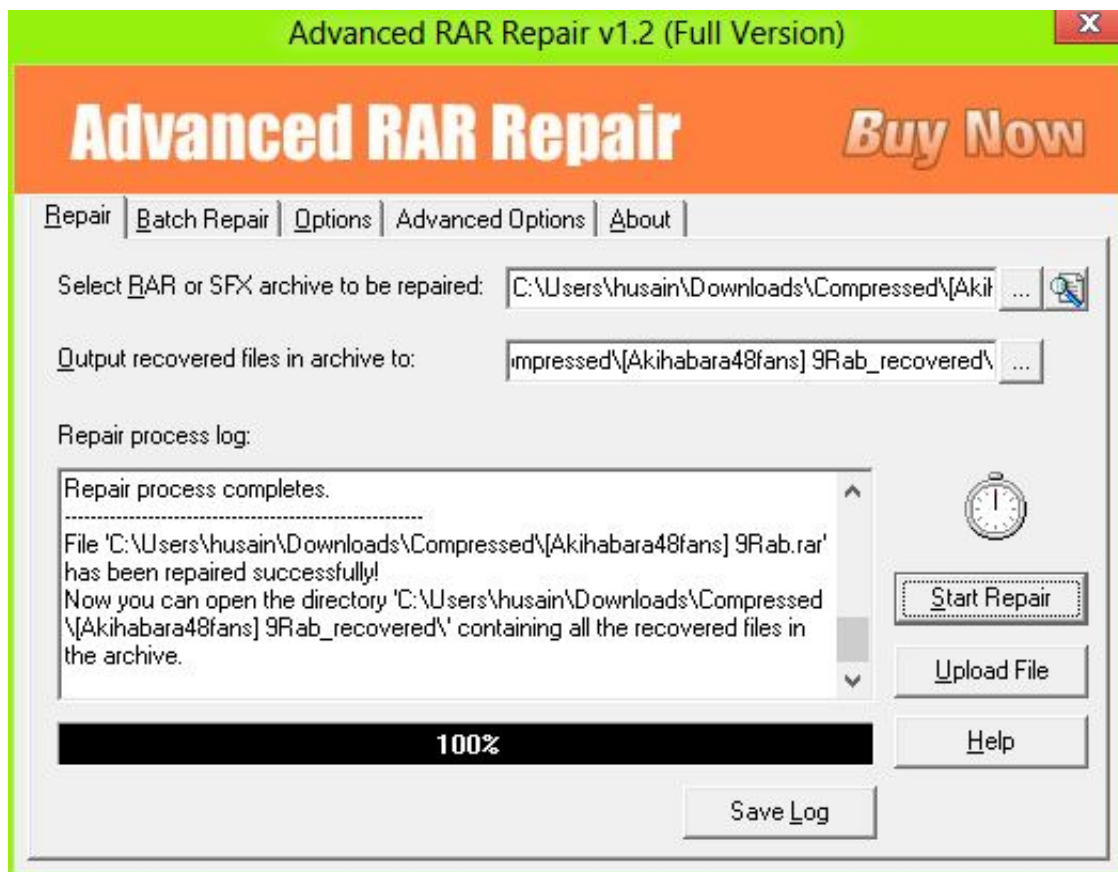 Advanced RAR Repair v1.2 (Full Version)
X
Advanced RAR Repair
Buy Now
Repair
Batch Repair
Options
Advanced Options
About
Select RAR or SFX archive to be repaired:
C:\Users\husain\Downloads\Compressed\[Akih
...
Output recovered files in archive to:
mpressed\[Akihabara48fans] 9Rab_recovered\
...
Repair process log:
Repair process completes.
--------------------------------------------------
File 'C:\Users\husain\Downloads\Compressed\[Akihabara48fans] 9Rab.rar'
has been repaired successfully!
Now you can open the directory 'C:\Users\husain\Downloads\Compressed
\[Akihabara48fans] 9Rab_recovered\' containing all the recovered files in
the archive.
Start Repair
Upload File
100%
Help
Save Log